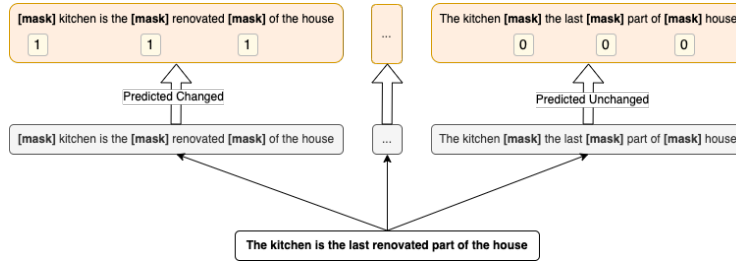 [mask] kitchen is the [mask] renovated [mask] of the house
1 1 1
...
The kitchen [mask] the last [mask] part of [mask] house
0 0 0
Predicted Changed
Predicted Unchanged
[mask] kitchen is the [mask] renovated [mask] of the house
...
The kitchen [mask] the last [mask] part of [mask] house
The kitchen is the last renovated part of the house